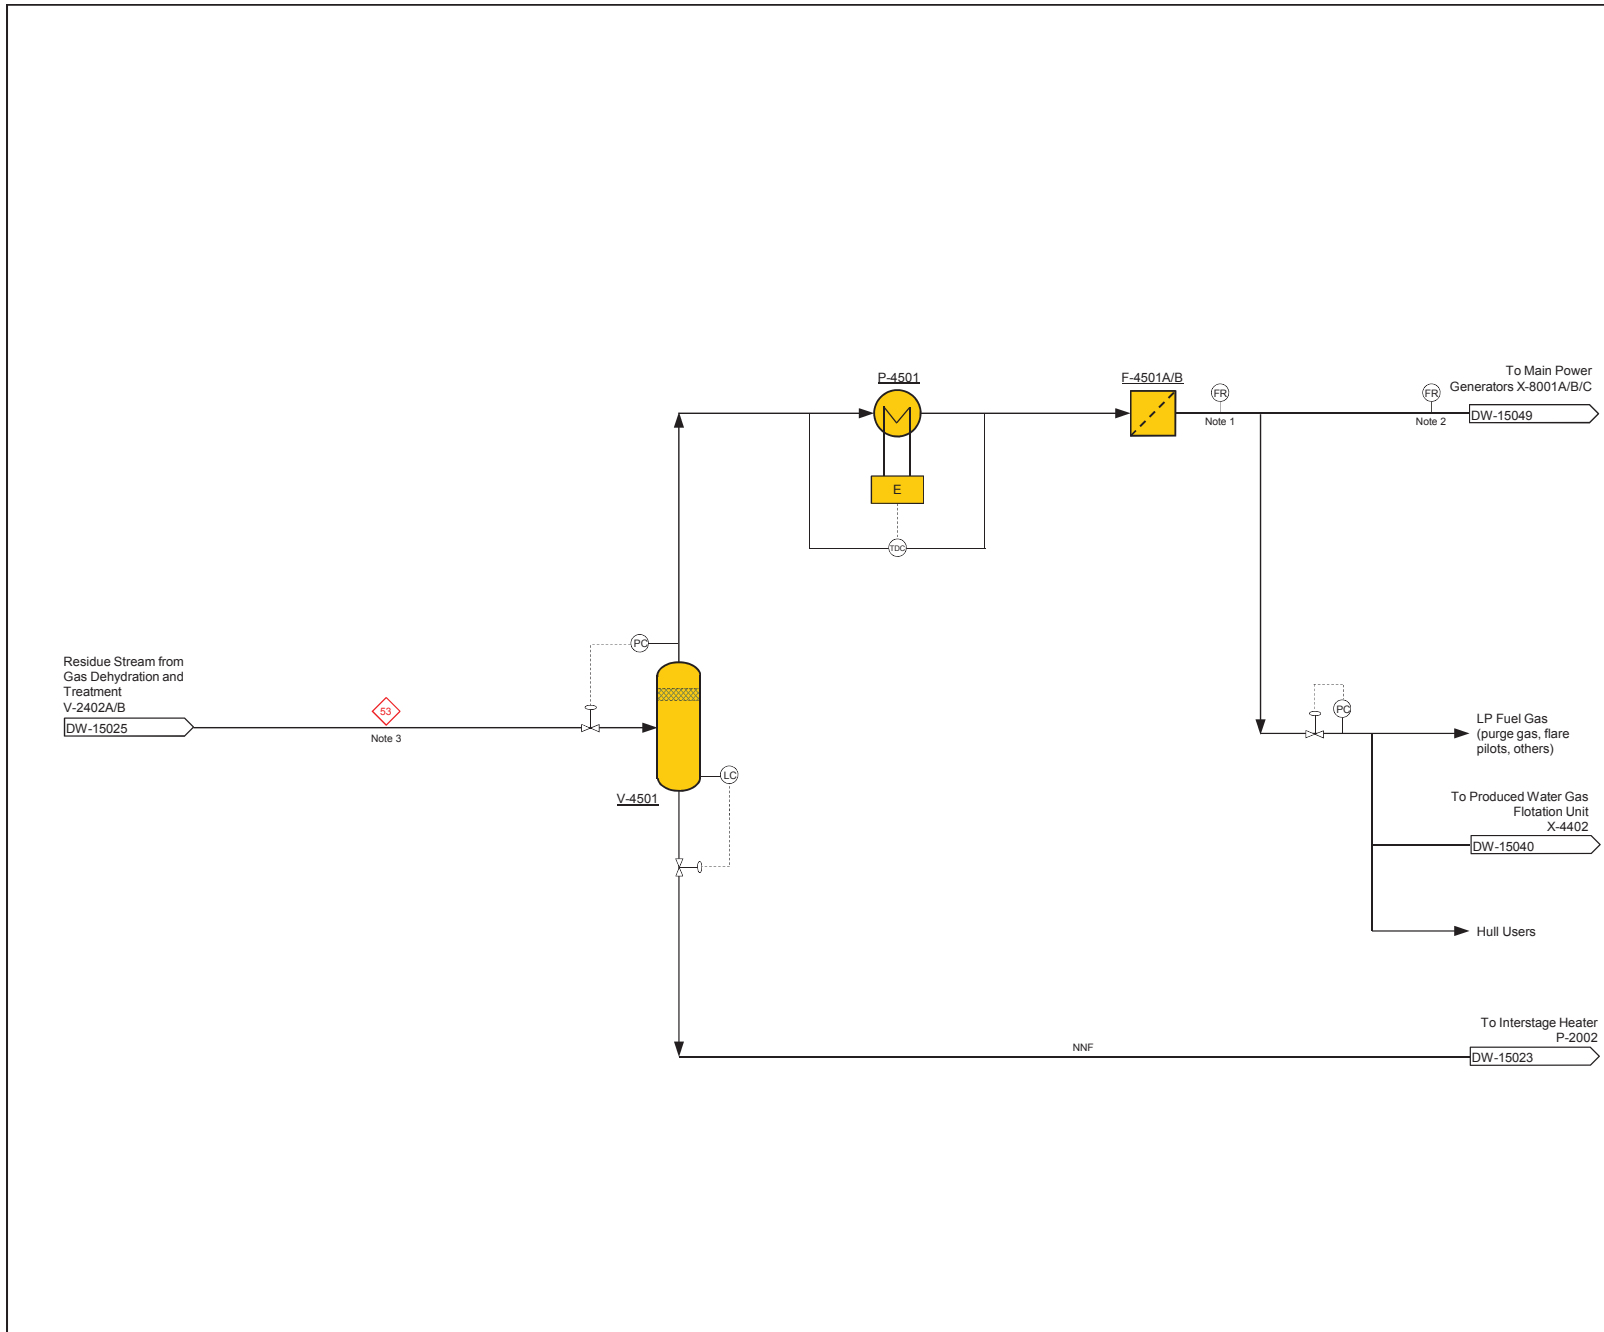 P-4501
F-4501A/B
To Main Power
Generators X-8001A/B/C
FR
FR
DW-15049
Note 1
Note 2
E
TDC
PC
Residue Stream from
Gas Dehydration and
Treatment
V-2402A/B
DW-15025
53
Note 3
LC
V-4501
PC
LP Fuel Gas
(purge gas, flare
pilots, others)
To Produced Water Gas
Flotation Unit
X-4402
DW-15040
Hull Users
To Interstage Heater
P-2002
NNF
DW-15023